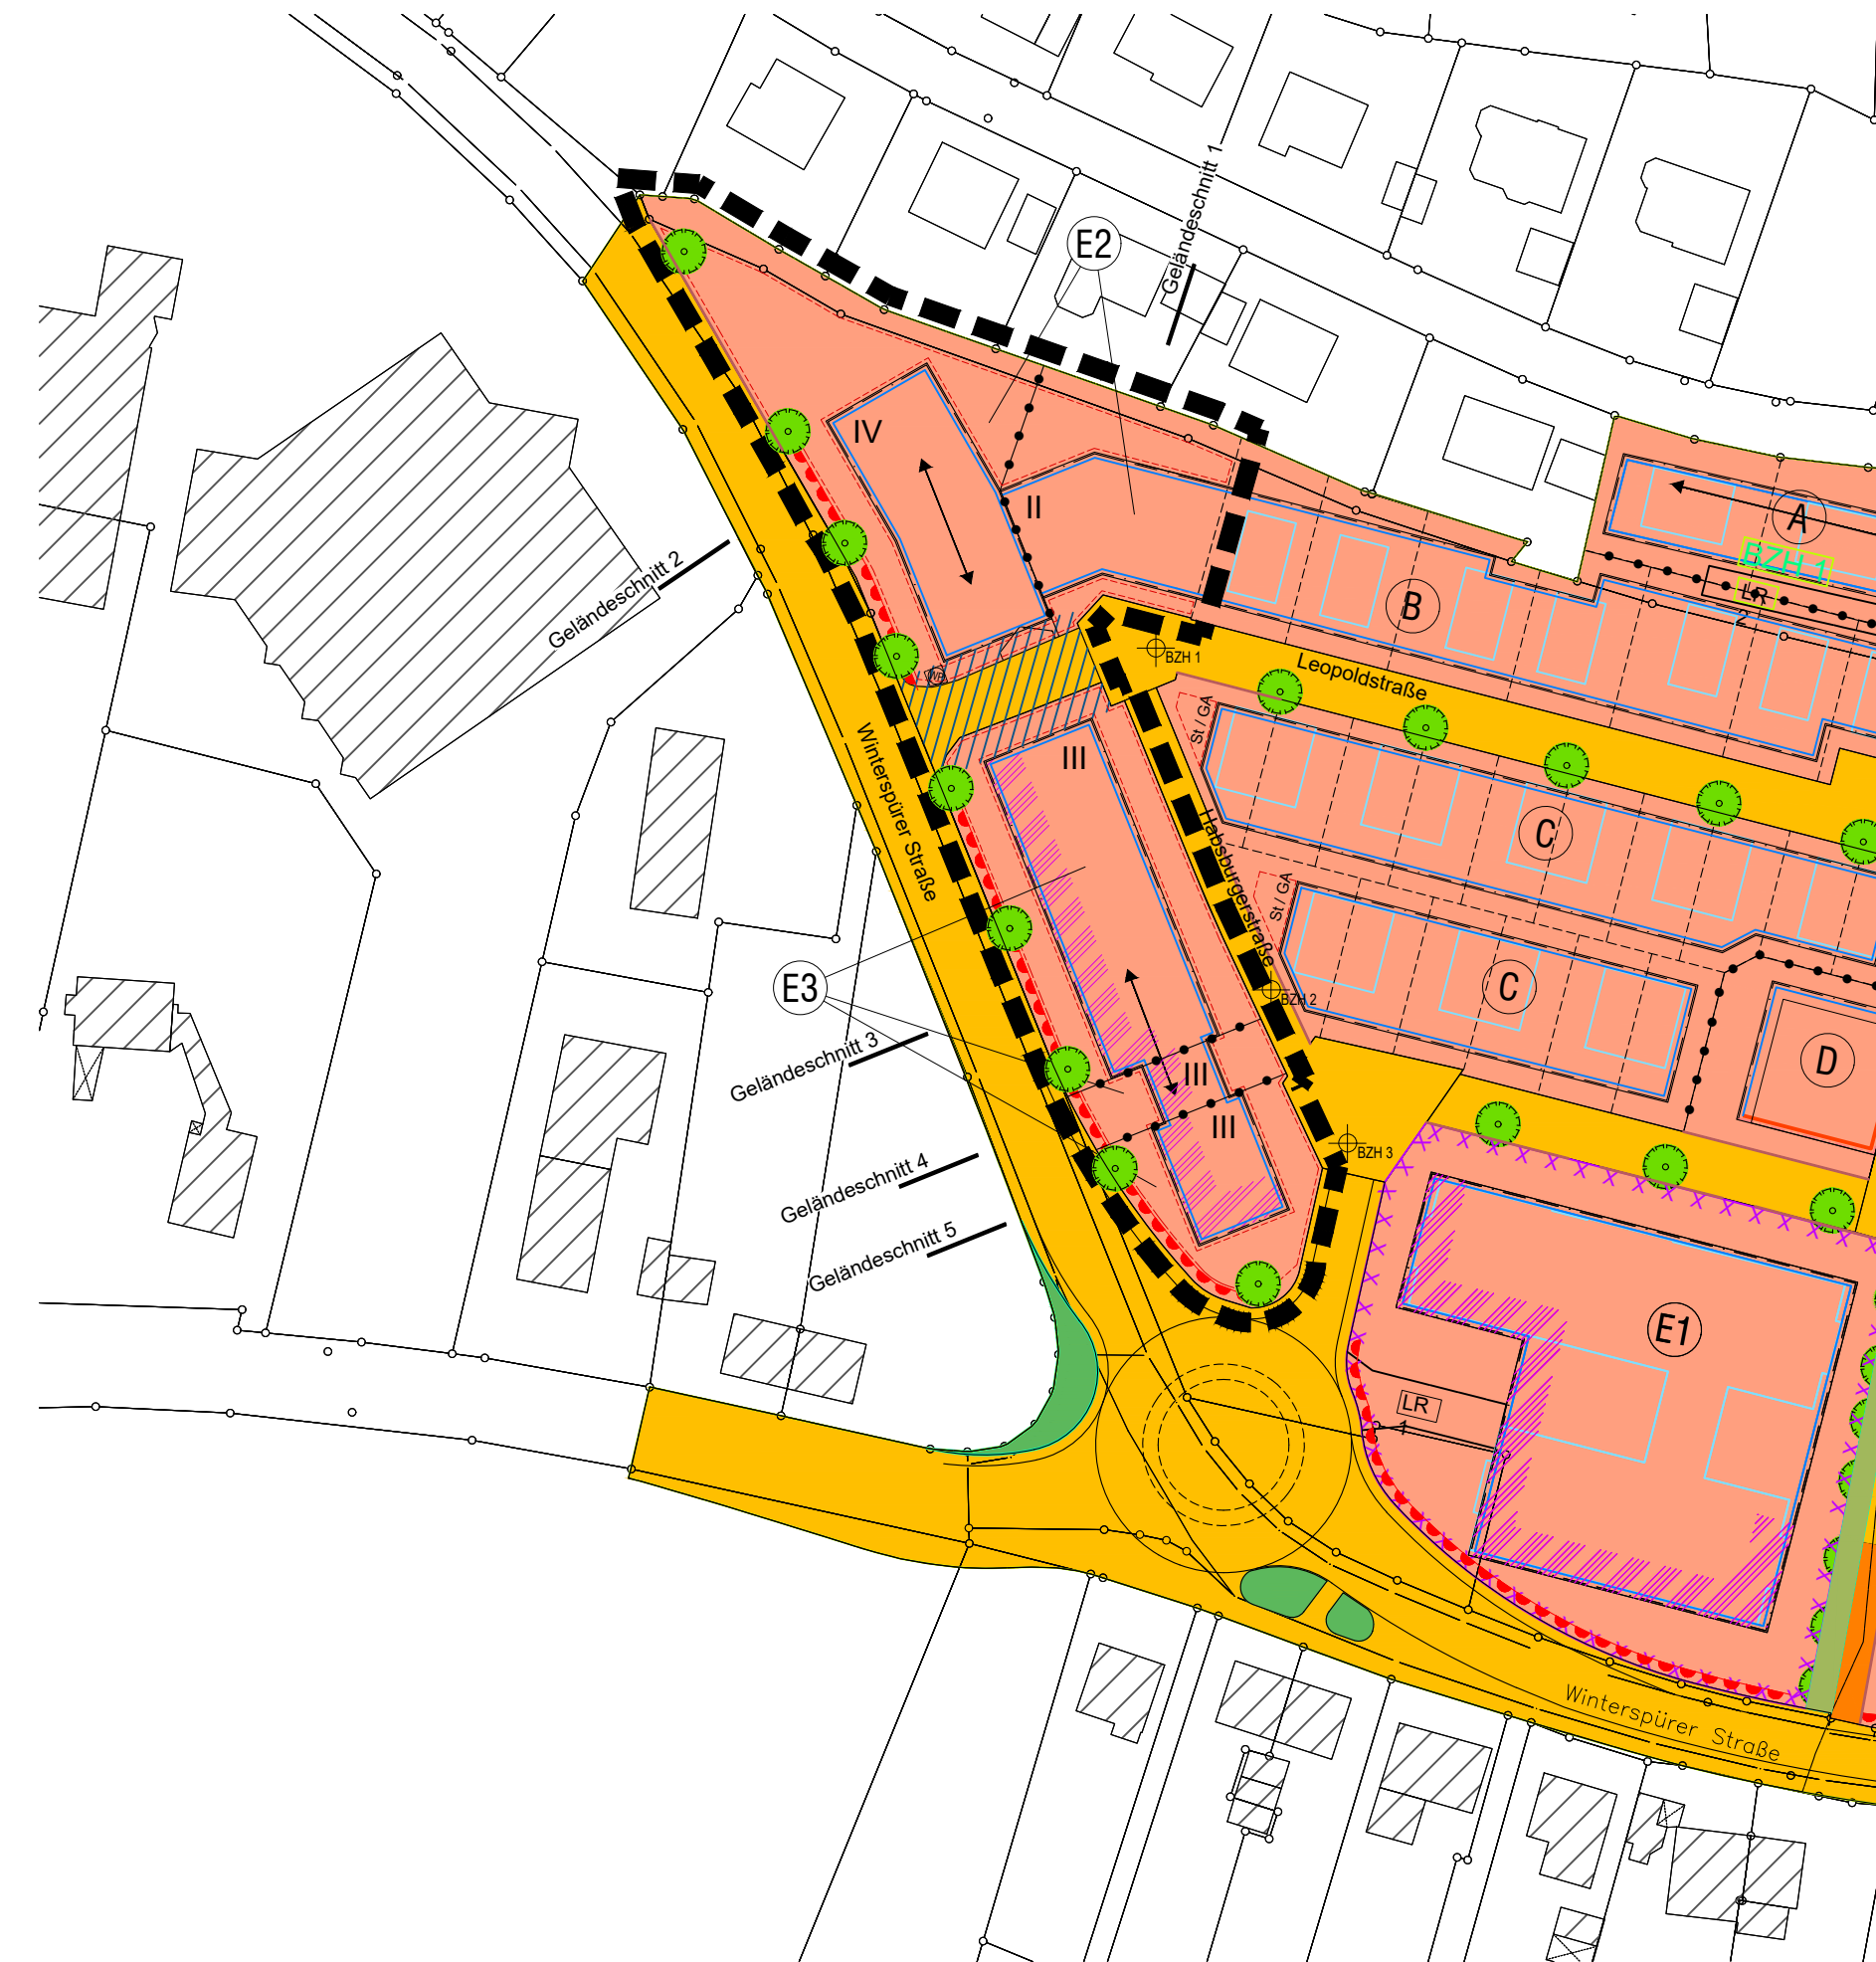 Geländeschnitt 1
E2
IV
II
A
BZH 1
LR
2
B
Geländeschnitt 2
BZH 1
Leopoldstraße
WH
St / GA
III
Winterspürer Straße
C
Habsburgerstraße
St / GA
E3
C
BZH 2
Geländeschnitt 3
III
D
III
BZH 3
Geländeschnitt 4
Geländeschnitt 5
E1
LR
1
Winterspürer Straße